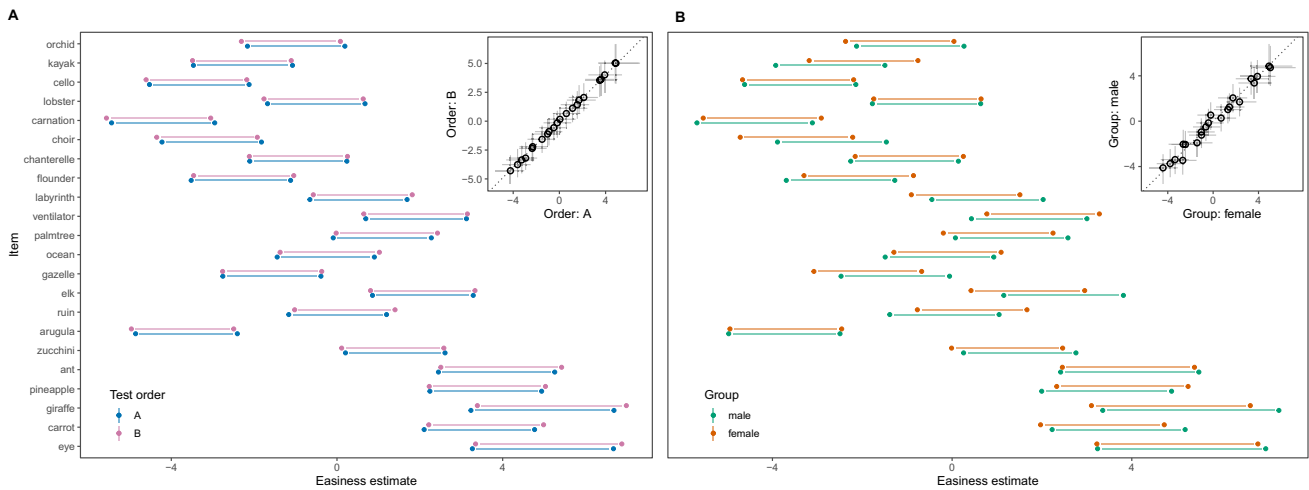 A
B
Item
orchid
kayak
cello
lobster
carnation
choir
chanterelle
flounder
labyrinth
ventilator
palmtree
ocean
gazelle
elk
ruin
arugula
zucchini
ant
pineapple
giraffe
carrot
eye
Order: B
5.0
2.5
0.0
−2.5
−5.0
−4 0 4
Order: A
Test order
A
B
−4 0 4
Easiness estimate
Group: male
4
0
−4
−4 0 4
Group: female
Group
male
female
−4 0 4
Easiness estimate